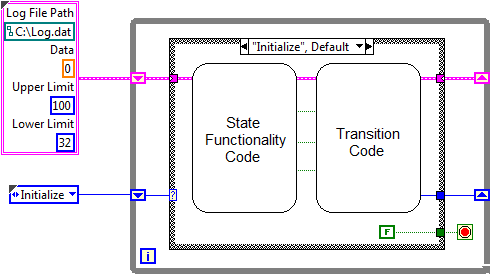 Log File Path
C:\Log.dat
Data
0
Upper Limit
100
Lower Limit
32
Initialize
"Initialize", Default
State
Functionality
Code
Transition
Code
?
F
i